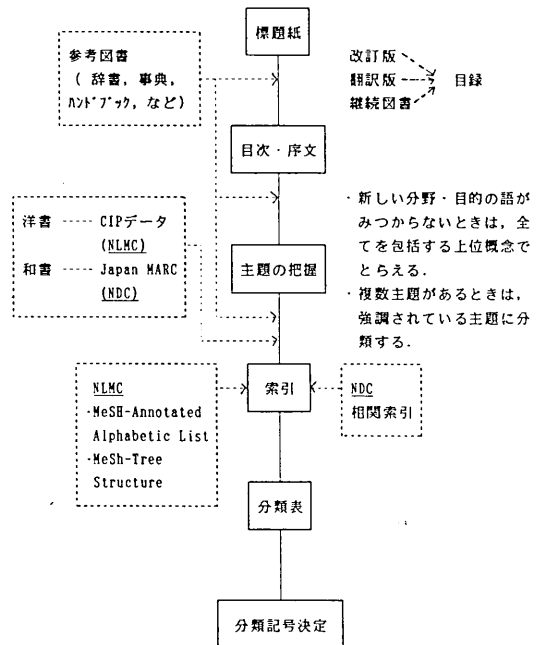 標題紙
参考図書
( 辞書, 事典,
ﾊﾝﾄﾞﾌﾞｯｸ, など)
改訂版
翻訳版 目録
継続図書
目次・序文
・新しい分野・目的の語が
みつからないときは, 全
てを包括する上位概念で
とらえる.
・複数主題があるときは,
強調されている主題に分
類する.
洋書 ----- CIPデータ
(NLMC)
和書 ----- Japan MARC
(NDC)
主題の把握
索引
NLMC
・MeSH-Annotated
Alphabetic List
・MeSh-Tree
Structure
NDC
相関索引
分類表
分類記号決定